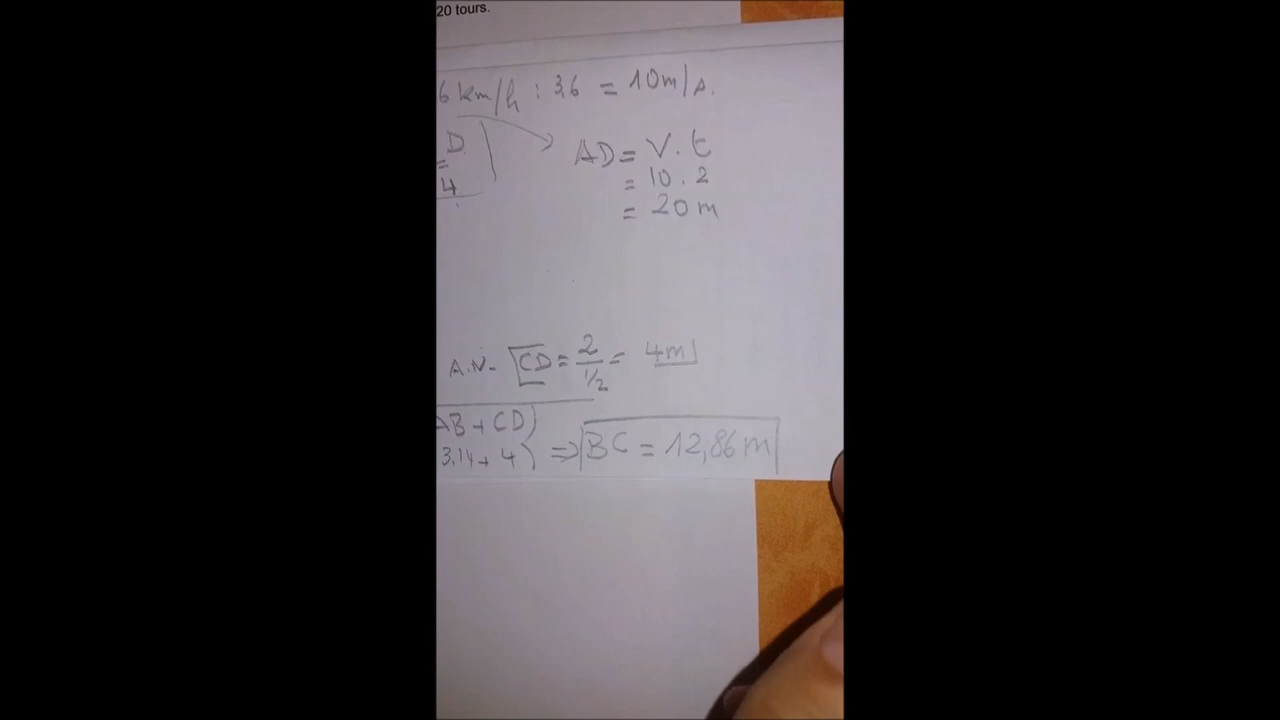 20 tours.
6 km/h : 3,6 = 10 m/s.
D
=
4
AD = V. t
= 10 . 2
= 20 m
A.N. CD = 2 / 1/2 = 4m
AB + CD)
3,14 + 4) => BC = 12,86 m